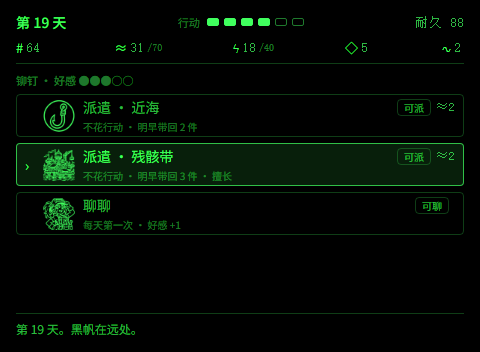 第 19 天 行动 耐久 88
# 64 ≈ 31 /70 ϟ 18 /40 ◇ 5 ∿ 2
铆钉 · 好感 ●●●○○
派遣 · 近海 可派 ≈2
不花行动 · 明早带回 2 件
› 派遣 · 残骸带 可派 ≈2
不花行动 · 明早带回 3 件 · 擅长
聊聊 可聊
每天第一次 · 好感 +1
第 19 天。黑帆在远处。